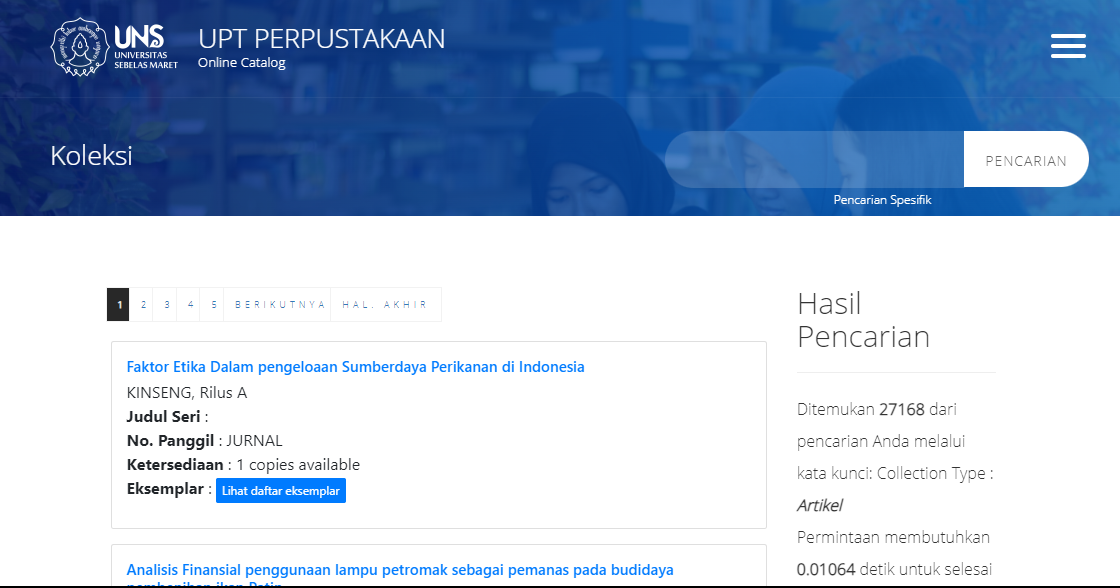 UNS
UNIVERSITAS
SEBELAS MARET
UPT PERPUSTAKAAN
Online Catalog
Koleksi
PENCARIAN
Pencarian Spesifik
1 2 3 4 5 BERIKUTNYA HAL. AKHIR
Faktor Etika Dalam pengeloaan Sumberdaya Perikanan di Indonesia
KINSENG, Rilus A
Judul Seri :
No. Panggil : JURNAL
Ketersediaan : 1 copies available
Eksemplar : Lihat daftar eksemplar
Analisis Finansial penggunaan lampu petromak sebagai pemanas pada budidaya
pembenihan ikan Patin
Hasil
Pencarian
Ditemukan 27168 dari
pencarian Anda melalui
kata kunci: Collection Type :
Artikel
Permintaan membutuhkan
0.01064 detik untuk selesai